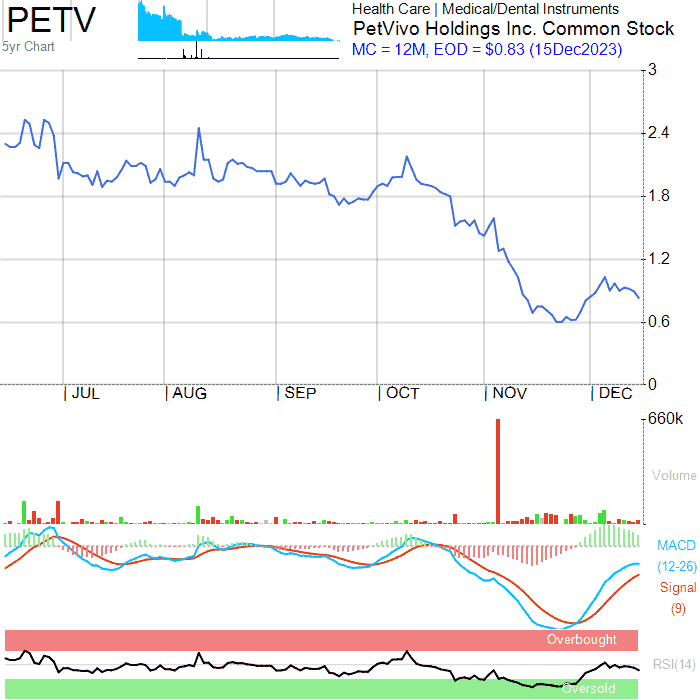 PETV
5yr Chart
Health Care | Medical/Dental Instruments
PetVivo Holdings Inc. Common Stock
MC = 12M, EOD = $0.83 (15Dec2023)
3
2.4
1.8
1.2
0.6
0
JUL
AUG
SEP
OCT
NOV
DEC
660k
Volume
MACD
(12-26)
Signal
(9)
Overbought
RSI(14)
Oversold